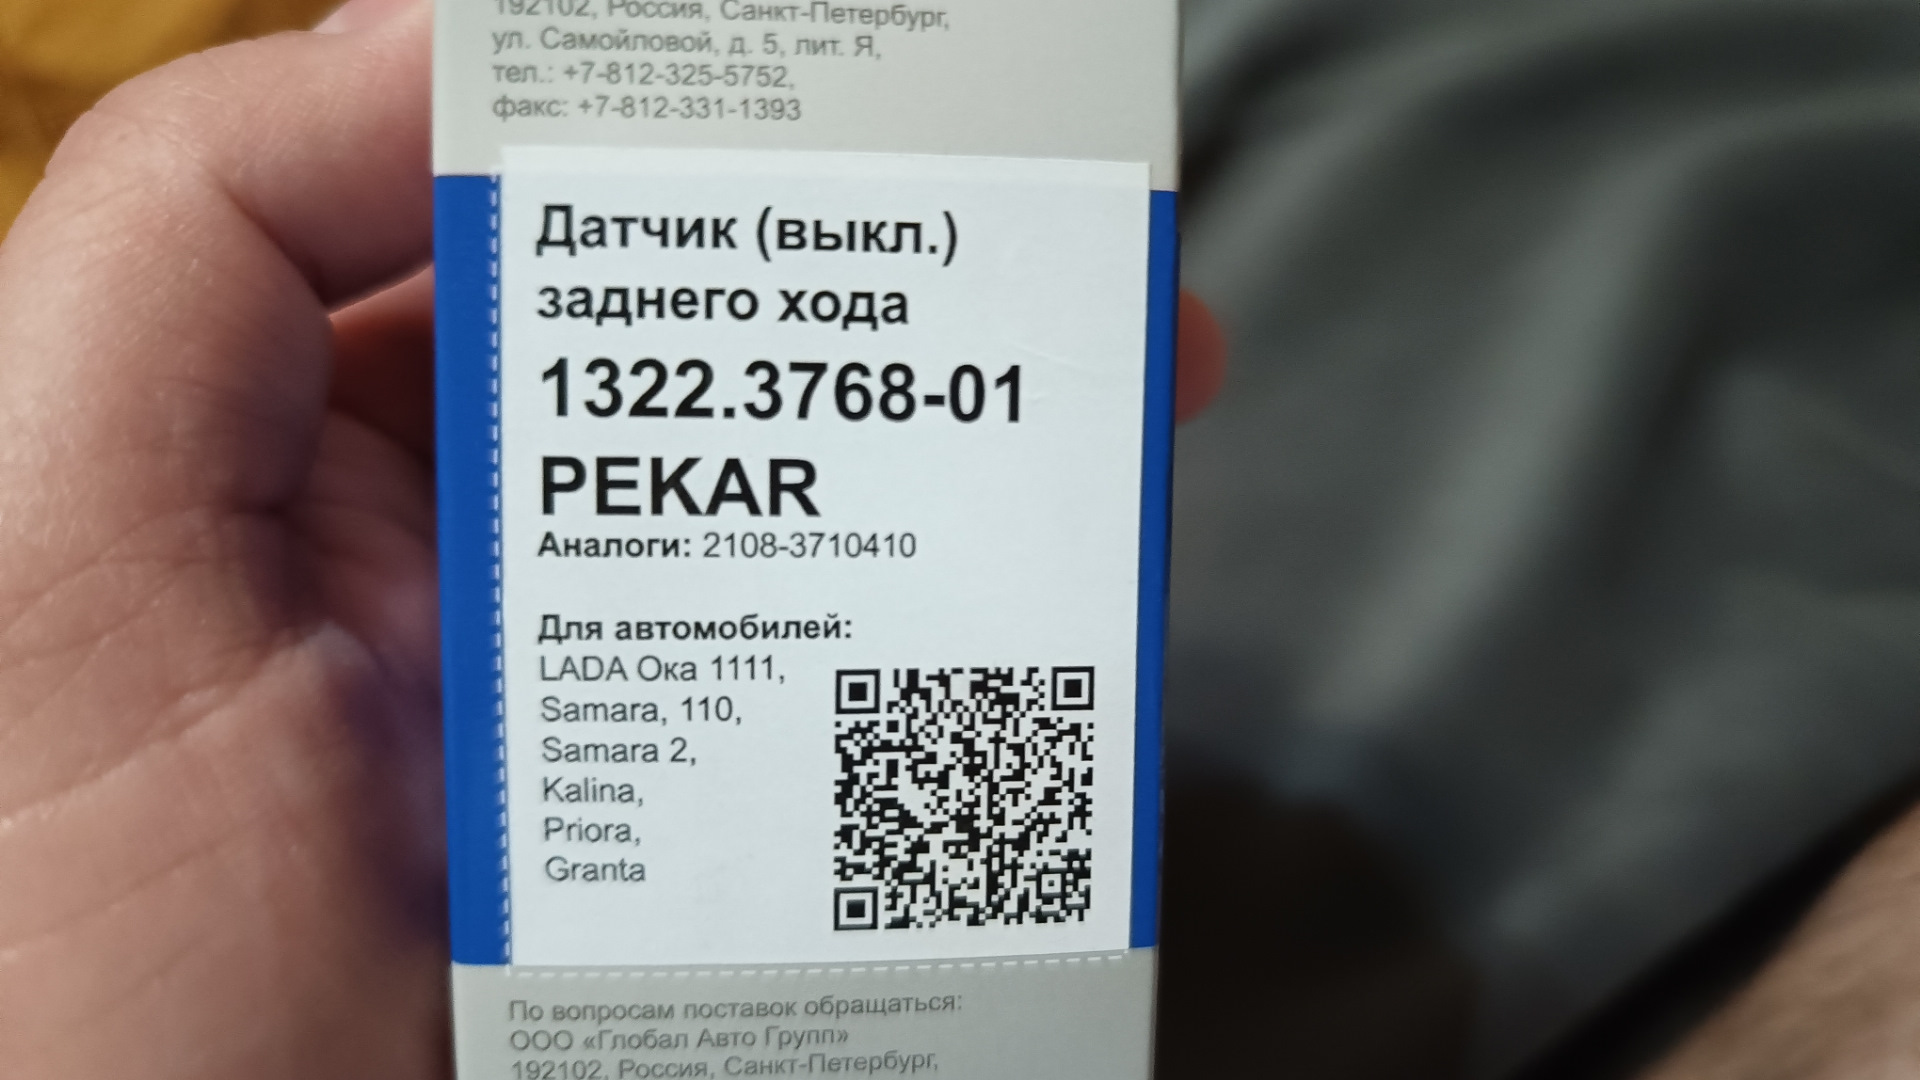 192102, Россия, Санкт-Петербург,
ул. Самойловой, д. 5, лит. Я,
тел.: +7-812-325-5752,
факс: +7-812-331-1393
Датчик (выкл.)
заднего хода
1322.3768-01
PEKAR
Аналоги: 2108-3710410
Для автомобилей:
LADA Ока 1111,
Samara, 110,
Samara 2,
Kalina,
Priora,
Granta
По вопросам поставок обращаться:
ООО «Глобал Авто Групп»
192102, Россия, Санкт-Петербург,